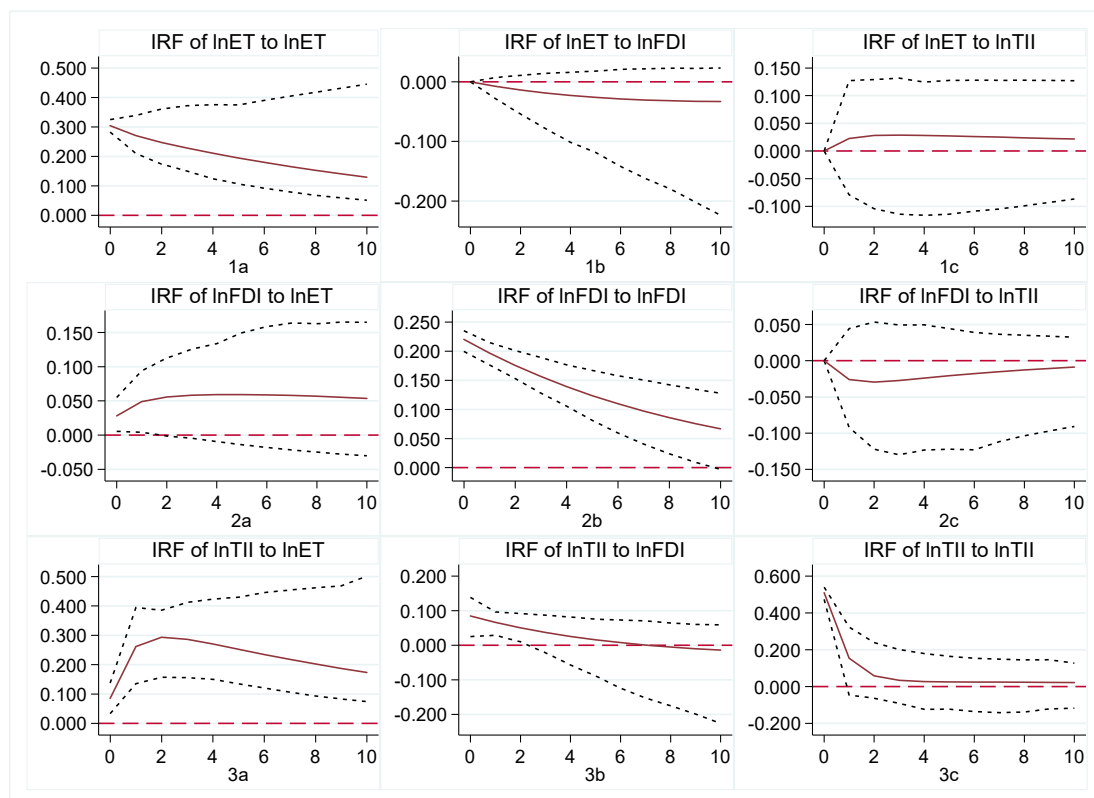 IRF of lnET to lnET
0.500
0.400
0.300
0.200
0.100
0.000
0 2 4 6 8 10
1a
IRF of lnET to lnFDI
0.000
-0.100
-0.200
0 2 4 6 8 10
1b
IRF of lnET to lnTII
0.150
0.100
0.050
0.000
-0.050
-0.100
0 2 4 6 8 10
1c
IRF of lnFDI to lnET
0.150
0.100
0.050
0.000
-0.050
0 2 4 6 8 10
2a
IRF of lnFDI to lnFDI
0.250
0.200
0.150
0.100
0.050
0.000
0 2 4 6 8 10
2b
IRF of lnFDI to lnTII
0.050
0.000
-0.050
-0.100
-0.150
0 2 4 6 8 10
2c
IRF of lnTII to lnET
0.500
0.400
0.300
0.200
0.100
0.000
0 2 4 6 8 10
3a
IRF of lnTII to lnFDI
0.200
0.100
0.000
-0.100
-0.200
0 2 4 6 8 10
3b
IRF of lnTII to lnTII
0.600
0.400
0.200
0.000
-0.200
0 2 4 6 8 10
3c